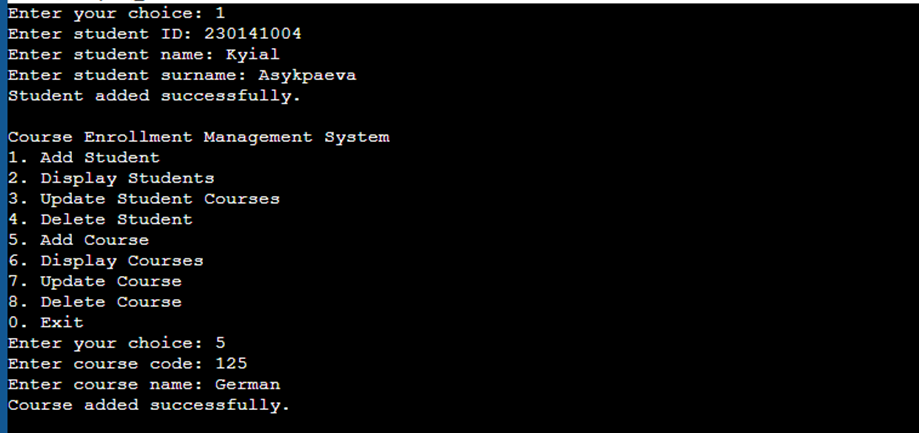 Enter your choice: 1
Enter student ID: 230141004
Enter student name: Kyial
Enter student surname: Asykpaeva
Student added successfully.
Course Enrollment Management System
1. Add Student
2. Display Students
3. Update Student Courses
4. Delete Student
5. Add Course
6. Display Courses
7. Update Course
8. Delete Course
0. Exit
Enter your choice: 5
Enter course code: 125
Enter course name: German
Course added successfully.